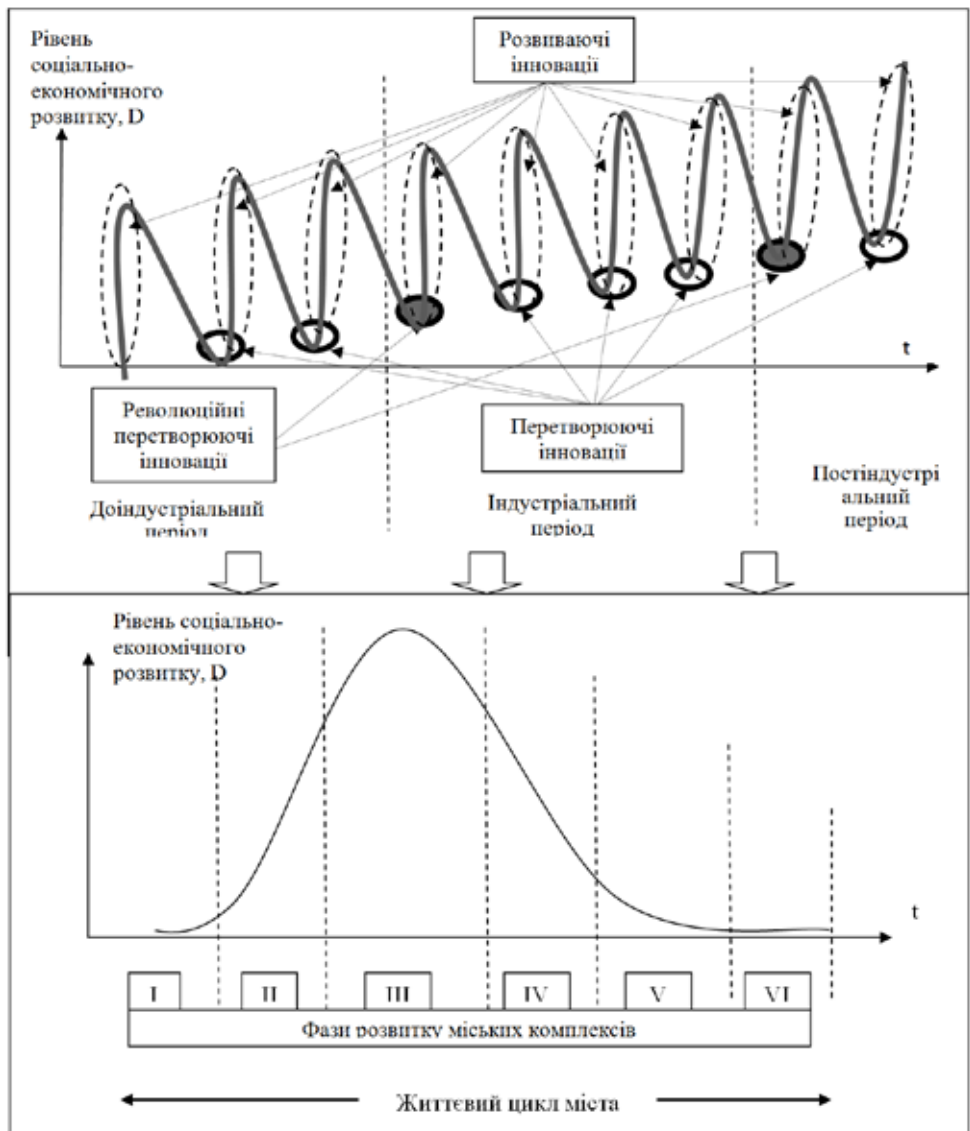 Рівень
соціально-
економічного
розвитку, D
Розвиваючі
інновації
t
Революційні
перетворюючі
інновації
Перетворюючі
інновації
Доіндустріальний
період
Індустріальний
період
Постіндустрі
альний
період
Рівень соціально-
економічного
розвитку, D
t
I
II
III
IV
V
VI
Фази розвитку міських комплексів
Життєвий цикл міста